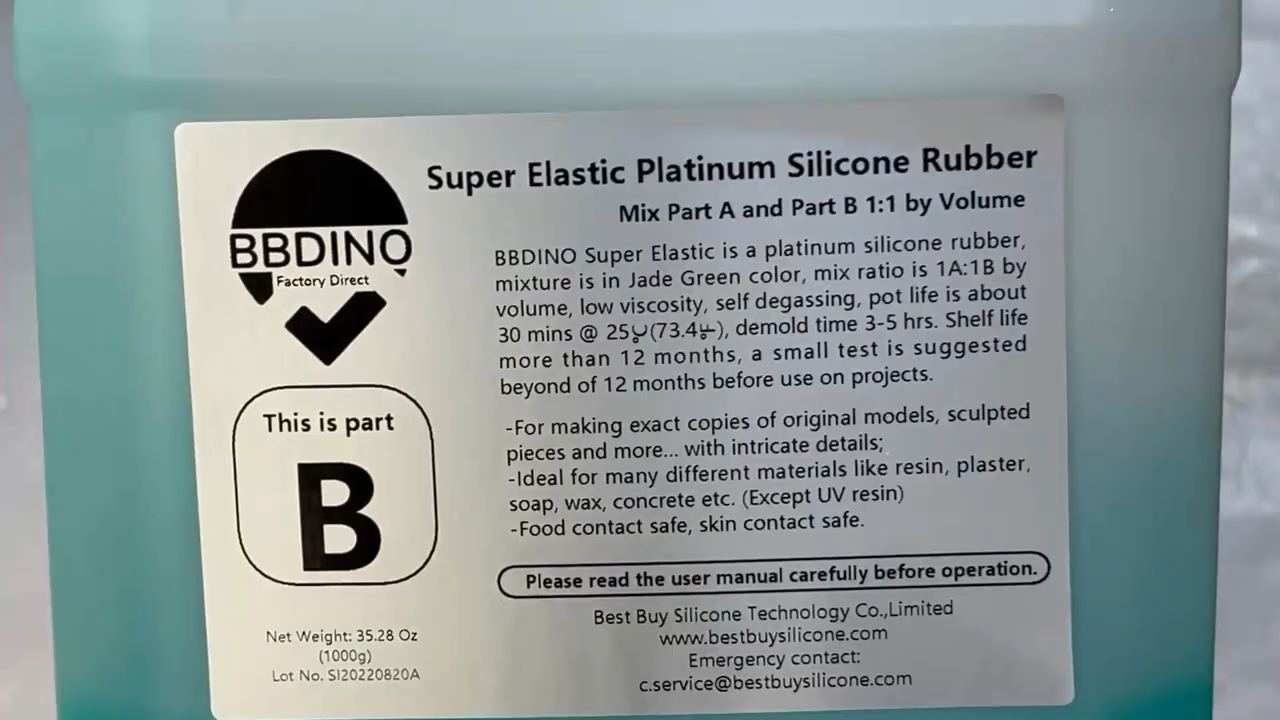 BBDINO
Factory Direct
This is part
B
Net Weight: 35.28 Oz
(1000g)
Lot No. SI20220820A
Super Elastic Platinum Silicone Rubber
Mix Part A and Part B 1:1 by Volume
BBDINO Super Elastic is a platinum silicone rubber,
mixture is in Jade Green color, mix ratio is 1A:1B by
volume, low viscosity, self degassing, pot life is about
30 mins @ 25 (73.4 ), demold time 3-5 hrs. Shelf life
more than 12 months, a small test is suggested
beyond of 12 months before use on projects.
-For making exact copies of original models, sculpted
pieces and more... with intricate details;
-Ideal for many different materials like resin, plaster,
soap, wax, concrete etc. (Except UV resin)
-Food contact safe, skin contact safe.
Please read the user manual carefully before operation.
Best Buy Silicone Technology Co.,Limited
www.bestbuysilicone.com
Emergency contact:
c.service@bestbuysilicone.com